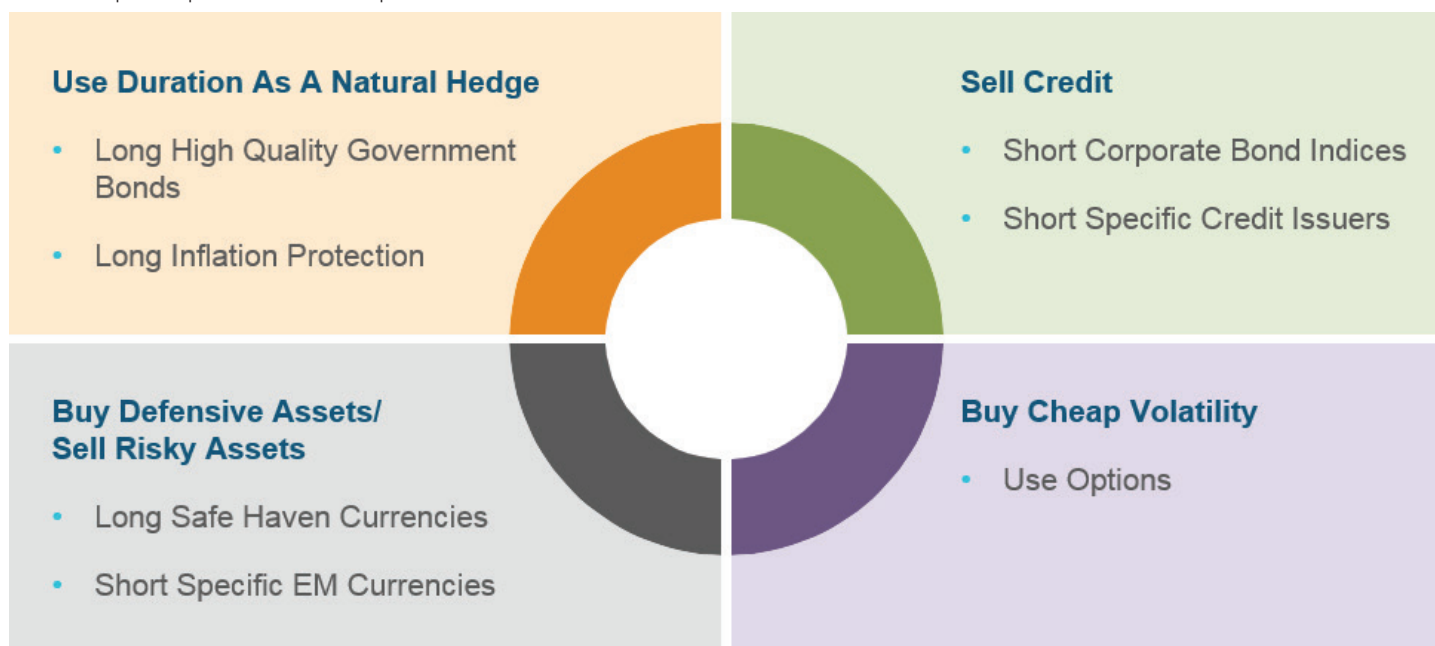 Use Duration As A Natural Hedge
• Long High Quality Government
Bonds
• Long Inflation Protection
Sell Credit
• Short Corporate Bond Indices
• Short Specific Credit Issuers
Buy Defensive Assets/
Sell Risky Assets
• Long Safe Haven Currencies
• Short Specific EM Currencies
Buy Cheap Volatility
• Use Options